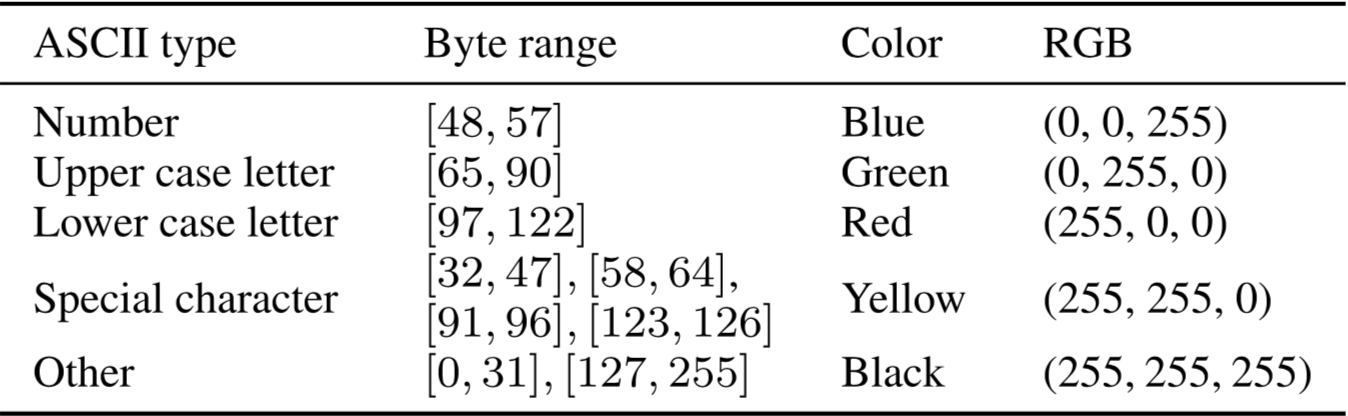 ASCII type Byte range Color RGB
Number [48, 57] Blue (0, 0, 255)
Upper case letter [65, 90] Green (0, 255, 0)
Lower case letter [97, 122] Red (255, 0, 0)
Special character [32, 47], [58, 64], [91, 96], [123, 126] Yellow (255, 255, 0)
Other [0, 31], [127, 255] Black (255, 255, 255)